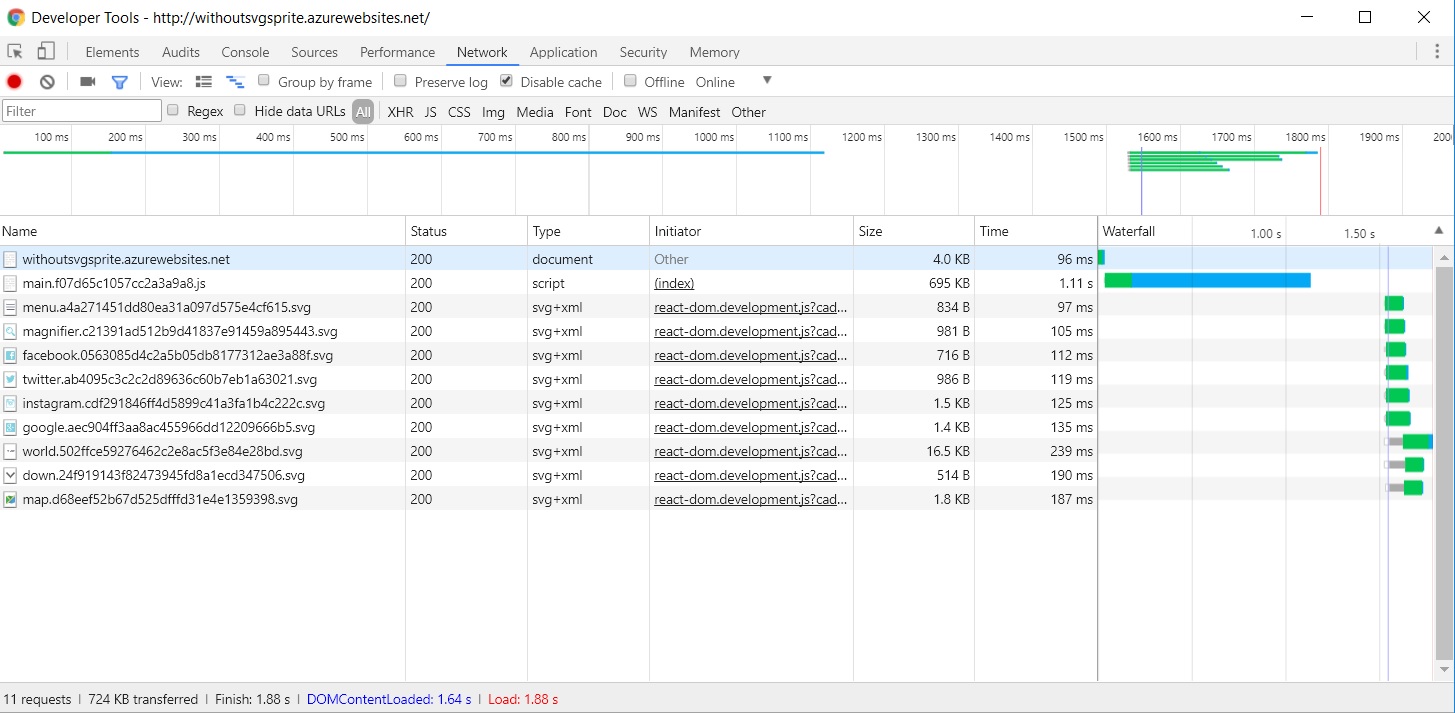 Developer Tools - http://withoutsvgsprite.azurewebsites.net/
Elements Audits Console Sources Performance Network Application Security Memory
View: Group by frame Preserve log Disable cache Offline Online
Filter Regex Hide data URLs All XHR JS CSS Img Media Font Doc WS Manifest Other
100 ms 200 ms 300 ms 400 ms 500 ms 600 ms 700 ms 800 ms 900 ms 1000 ms 1100 ms 1200 ms 1300 ms 1400 ms 1500 ms 1600 ms 1700 ms 1800 ms 1900 ms 200
Name Status Type Initiator Size Time Waterfall 1.00 s 1.50 s
withoutsvgsprite.azurewebsites.net 200 document Other 4.0 KB 96 ms
main.f07d65c1057cc2a3a9a8.js 200 script (index) 695 KB 1.11 s
menu.a4a271451dd80ea31a097d575e4cf615.svg 200 svg+xml react-dom.development.js?cad... 834 B 97 ms
magnifier.c21391ad512b9d41837e91459a895443.svg 200 svg+xml react-dom.development.js?cad... 981 B 105 ms
facebook.0563085d4c2a5b05db8177312ae3a88f.svg 200 svg+xml react-dom.development.js?cad... 716 B 112 ms
twitter.ab4095c3c2c2d89636c60b7eb1a63021.svg 200 svg+xml react-dom.development.js?cad... 986 B 119 ms
instagram.cdf291846ff4d5899c41a3fa1b4c222c.svg 200 svg+xml react-dom.development.js?cad... 1.5 KB 125 ms
google.aec904ff3aa8ac455966dd12209666b5.svg 200 svg+xml react-dom.development.js?cad... 1.4 KB 135 ms
world.502ffce59276462c2e8ac5f3e84e28bd.svg 200 svg+xml react-dom.development.js?cad... 16.5 KB 239 ms
down.24f919143f82473945fd8a1ecd347506.svg 200 svg+xml react-dom.development.js?cad... 514 B 190 ms
map.d68eef52b67d525dfffd31e4e1359398.svg 200 svg+xml react-dom.development.js?cad... 1.8 KB 187 ms
11 requests | 724 KB transferred | Finish: 1.88 s | DOMContentLoaded: 1.64 s | Load: 1.88 s